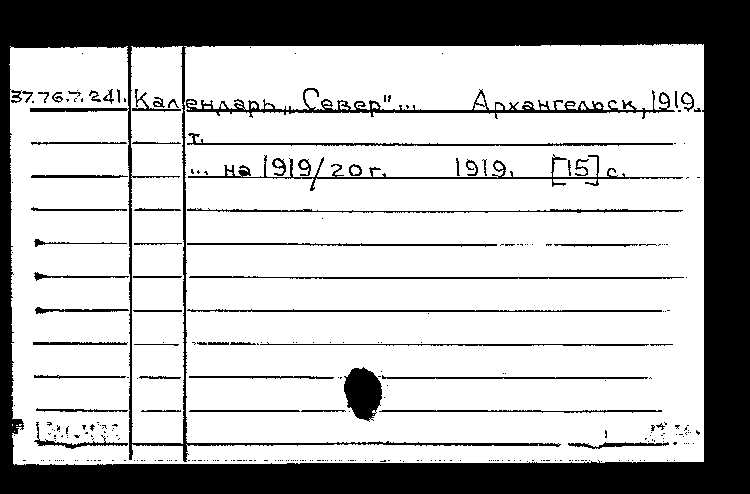 37.76.7.241. Календарь „Север"... Архангельск, 1919.
т.
... на 1919/20 г. 1919. [15] с.